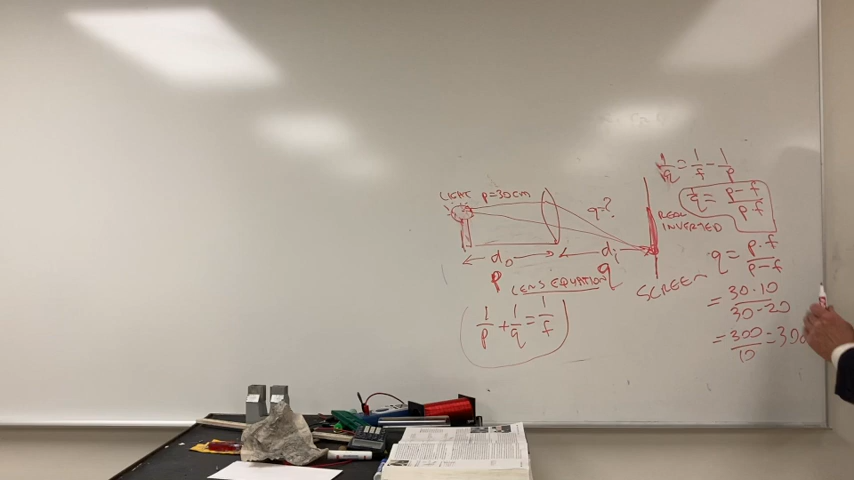 LIGHT p=30cm
q=?
d₀
dᵢ
p
q
LENS EQUATION
1/p + 1/q = 1/f
REAL
INVERTED
SCREEN
1/q = 1/f - 1/p
1/q = p-f/p.f
q = p.f/p-f
= 30.10/30-20
= 300/10 = 30